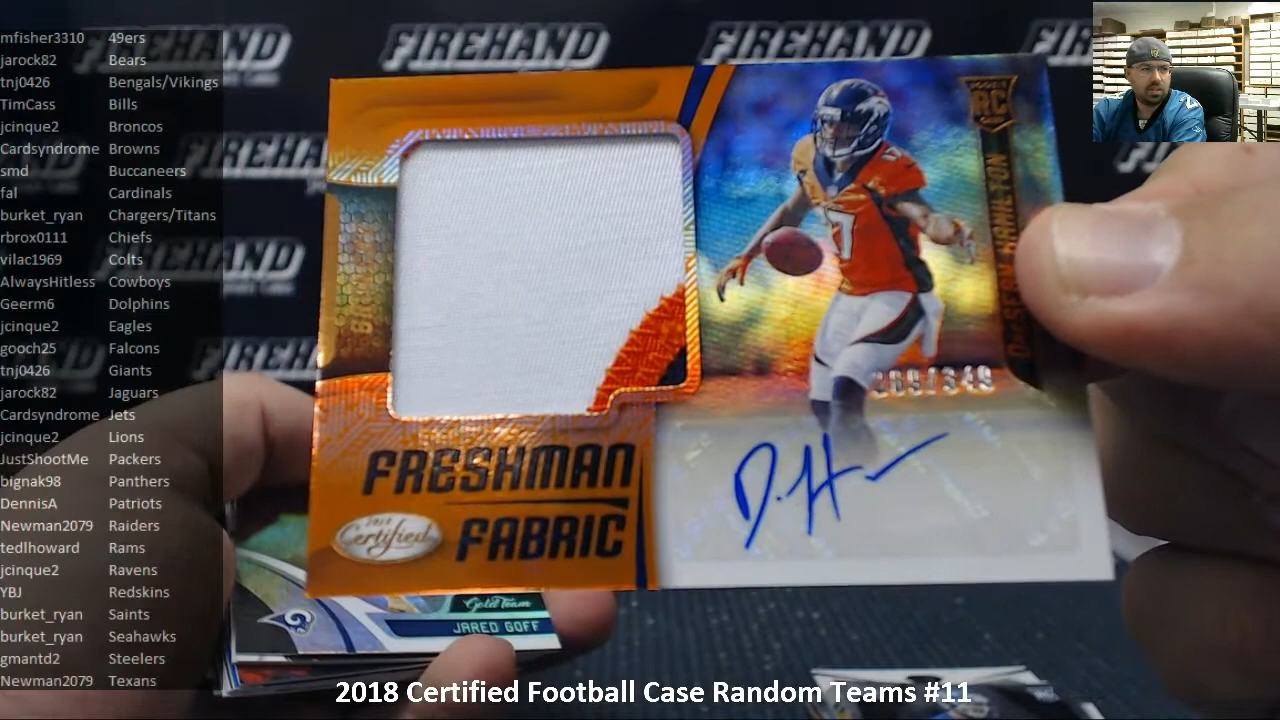 mfisher3310 49ers
jarock82 Bears
tnj0426 Bengals/Vikings
TimCass Bills
jcinque2 Broncos
Cardsyndrome Browns
smd Buccaneers
fal Cardinals
burket_ryan Chargers/Titans
rbrox0111 Chiefs
vilac1969 Colts
AlwaysHitless Cowboys
Geerm6 Dolphins
jcinque2 Eagles
gooch25 Falcons
tnj0426 Giants
jarock82 Jaguars
Cardsyndrome Jets
jcinque2 Lions
JustShootMe Packers
bignak98 Panthers
DennisA Patriots
Newman2079 Raiders
tedlhoward Rams
jcinque2 Ravens
YBJ Redskins
burket_ryan Saints
burket_ryan Seahawks
gmantd2 Steelers
Newman2079 Texans
FIREHAND
FIREHAND
FIREHAND
RC
HAMILTON
17
FRESHMAN
FABRIC
Certified
Gold Team
JARED GOFF
2018 Certified Football Case Random Teams #11